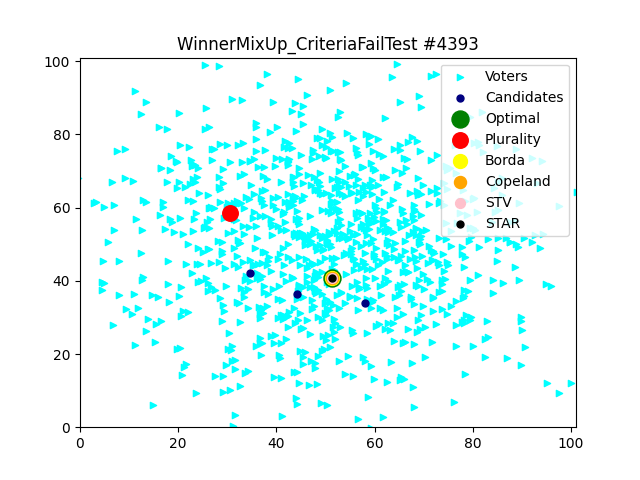 WinnerMixUp_CriteriaFailTest #4393
100
80
60
40
20
0
0
20
40
60
80
100
Voters
Candidates
Optimal
Plurality
Borda
Copeland
STV
STAR